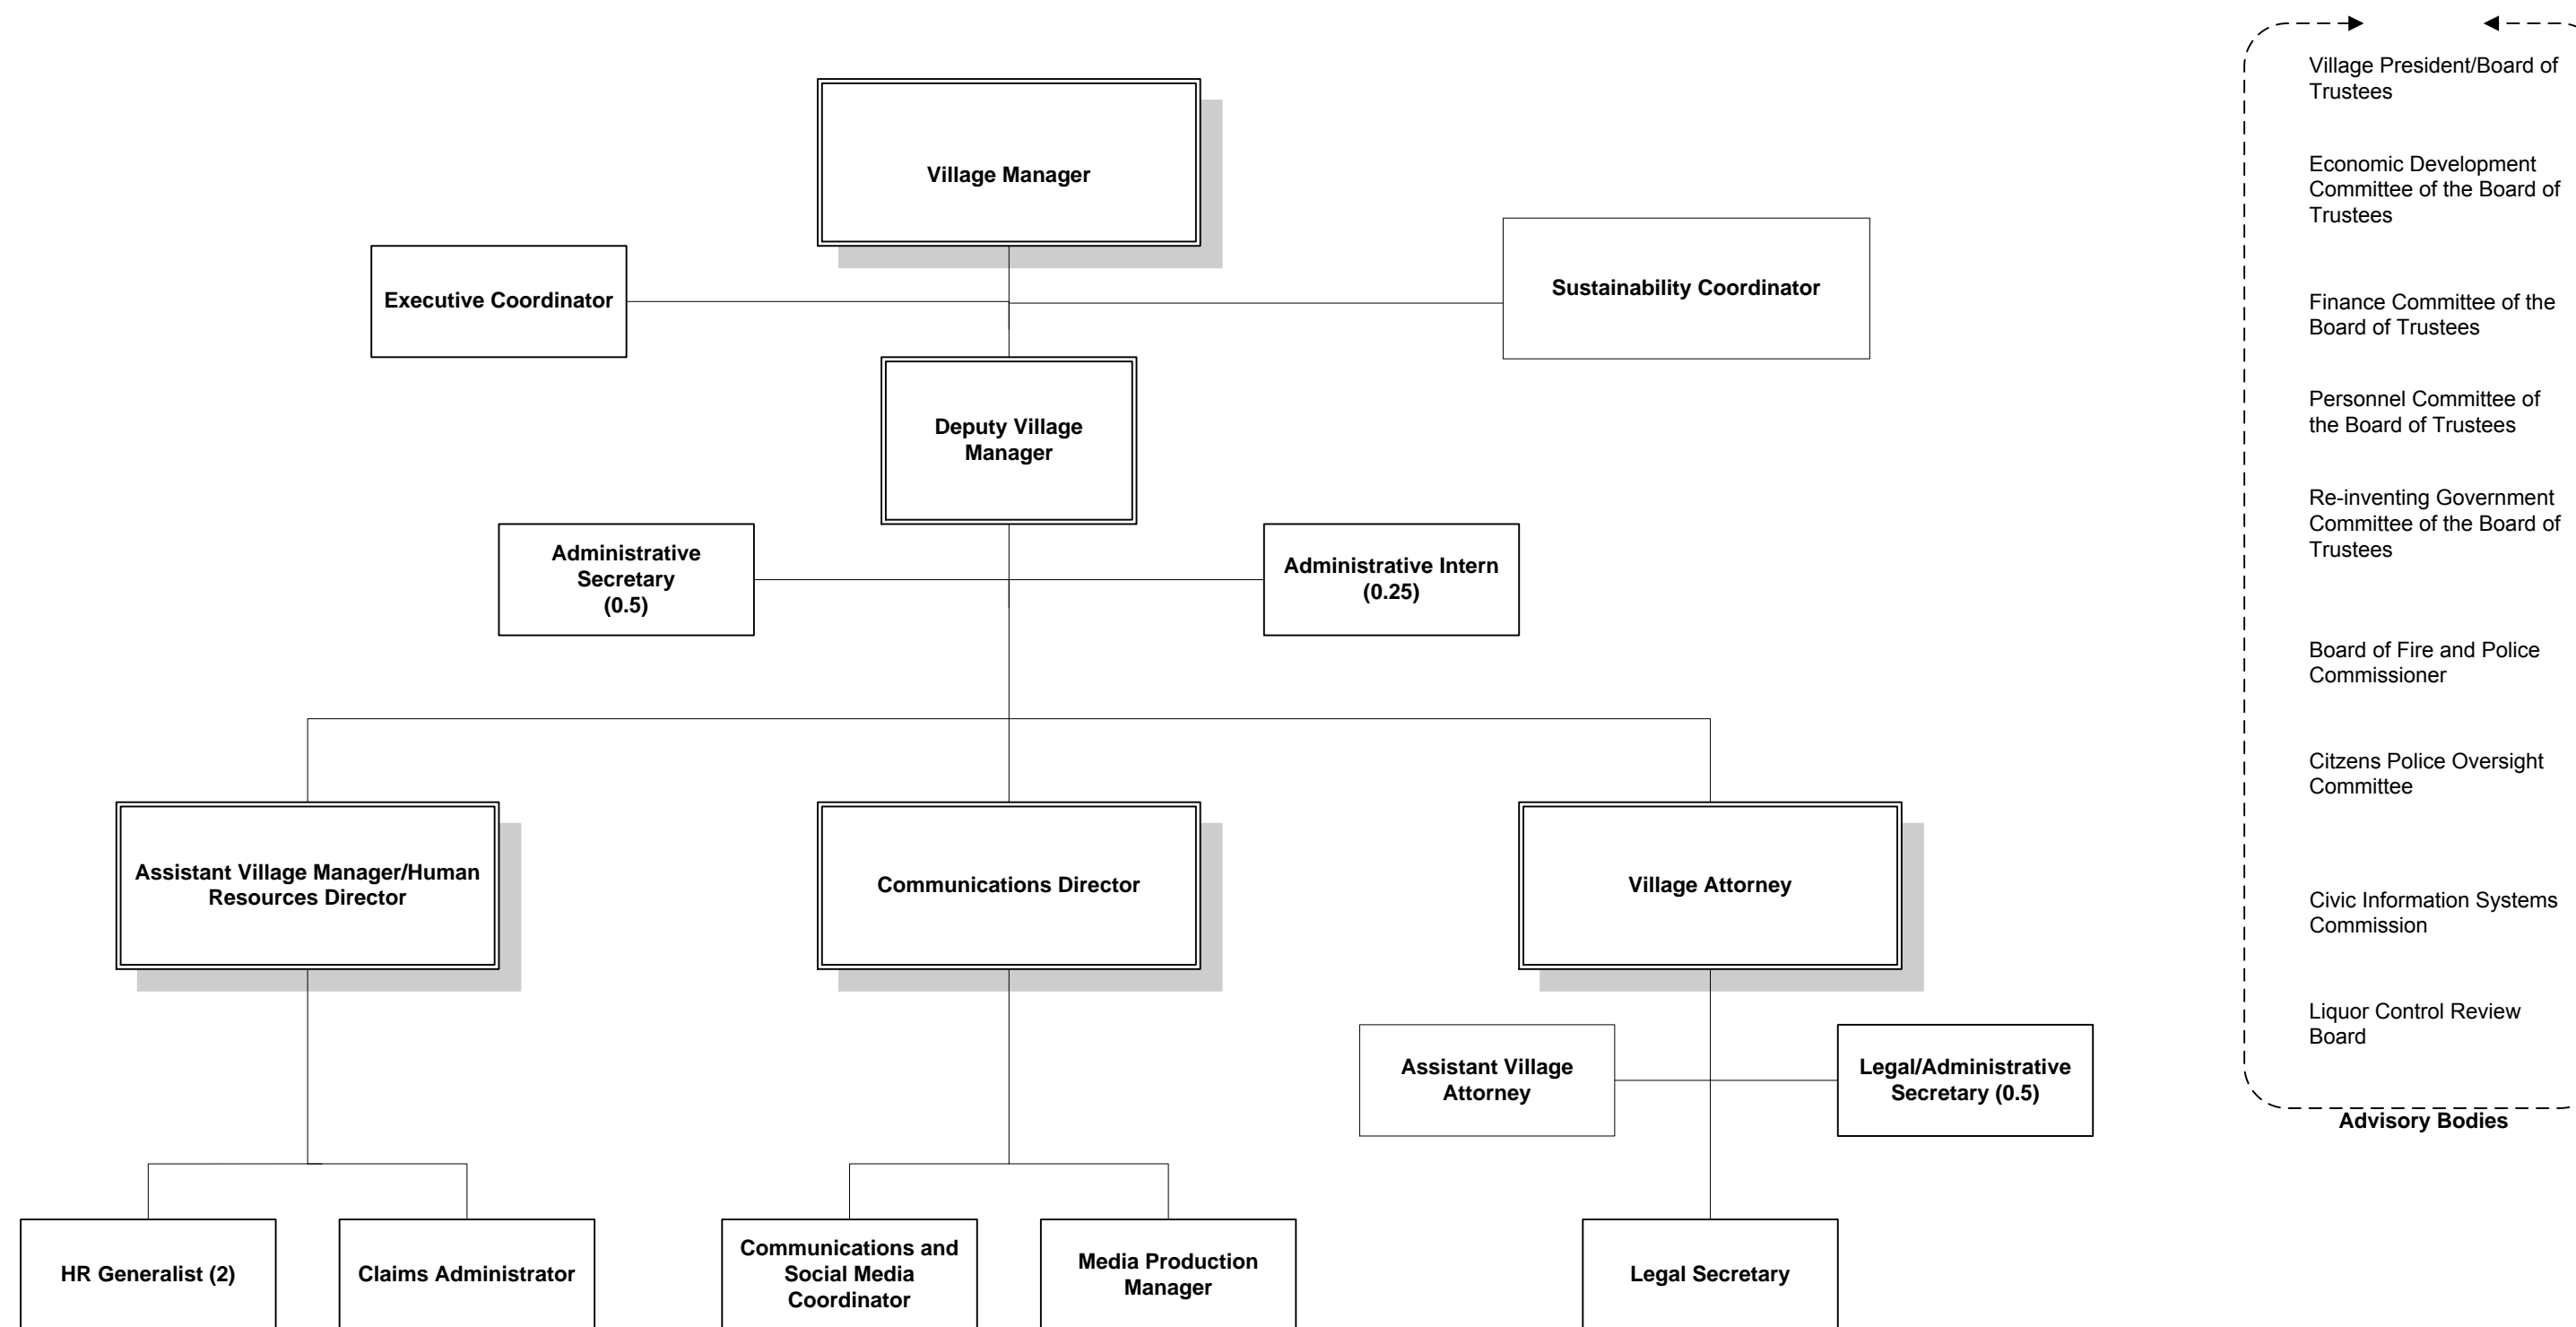 Village Manager
Executive Coordinator
Sustainability Coordinator
Deputy Village
Manager
Administrative
Secretary
(0.5)
Administrative Intern
(0.25)
Assistant Village Manager/Human
Resources Director
Communications Director
Village Attorney
Assistant Village
Attorney
Legal/Administrative
Secretary (0.5)
HR Generalist (2)
Claims Administrator
Communications and
Social Media
Coordinator
Media Production
Manager
Legal Secretary
Village President/Board of
Trustees
Economic Development
Committee of the Board of
Trustees
Finance Committee of the
Board of Trustees
Personnel Committee of
the Board of Trustees
Re-inventing Government
Committee of the Board of
Trustees
Board of Fire and Police
Commissioner
Citzens Police Oversight
Committee
Civic Information Systems
Commission
Liquor Control Review
Board
Advisory Bodies